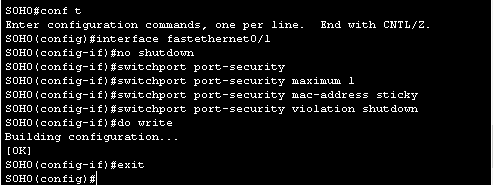 SOHO#conf t
Enter configuration commands, one per line.  End with CNTL/Z.
SOHO(config)#interface fastethernet0/1
SOHO(config-if)#no shutdown
SOHO(config-if)#switchport port-security
SOHO(config-if)#switchport port-security maximum 1
SOHO(config-if)#switchport port-security mac-address sticky
SOHO(config-if)#switchport port-security violation shutdown
SOHO(config-if)#do write
Building configuration...
[OK]
SOHO(config-if)#exit
SOHO(config)#